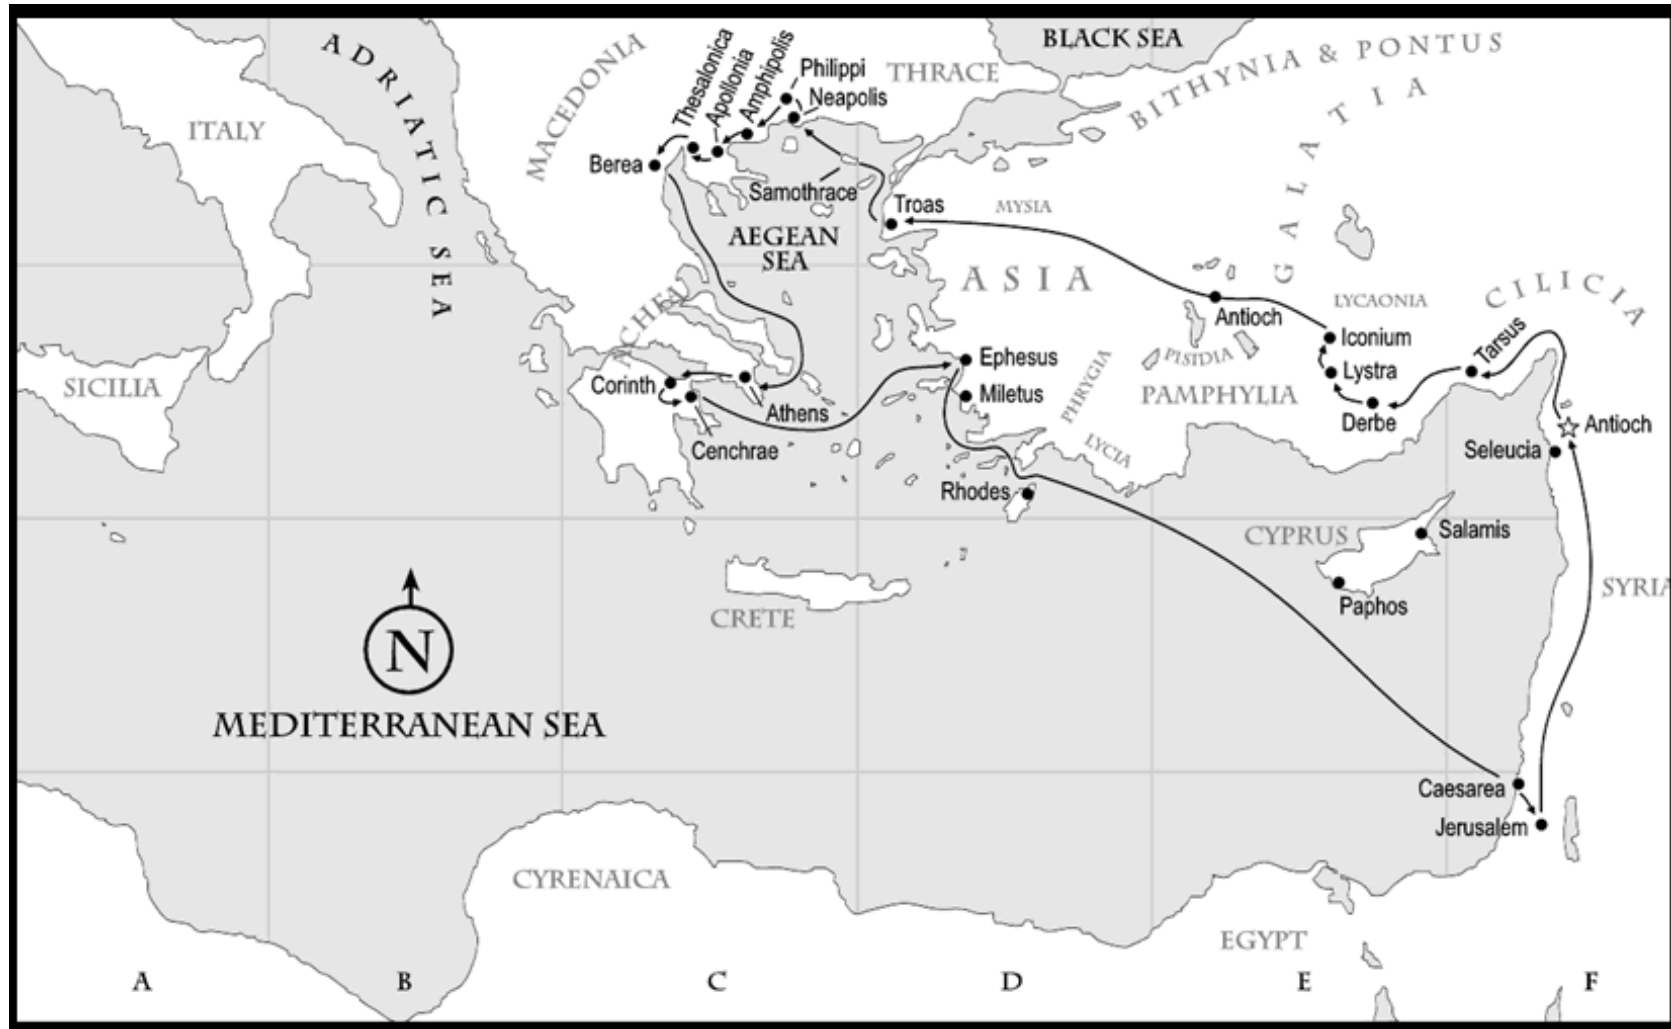 ADRIATIC SEA
ITALY
SICILIA
MACEDONIA
Thesalonica
Apollonia
Amphipolis
Philippi
Neapolis
THRACE
BLACK SEA
BITHYNIA & PONTUS
GALATIA
Berea
Samothrace
Troas
MYSIA
AEGEAN
SEA
ASIA
ACHEA
Corinth
Athens
Cenchrae
Ephesus
Miletus
PHRYGIA
LYCIA
Antioch
PISIDIA
PAMPHYLIA
LYCAONIA
Iconium
Lystra
Derbe
CILICIA
Tarsus
Antioch
Seleucia
Rhodes
CYPRUS
Salamis
Paphos
SYRIA
CRETE
N
MEDITERRANEAN SEA
Caesarea
Jerusalem
CYRENAICA
EGYPT
A B C D E F